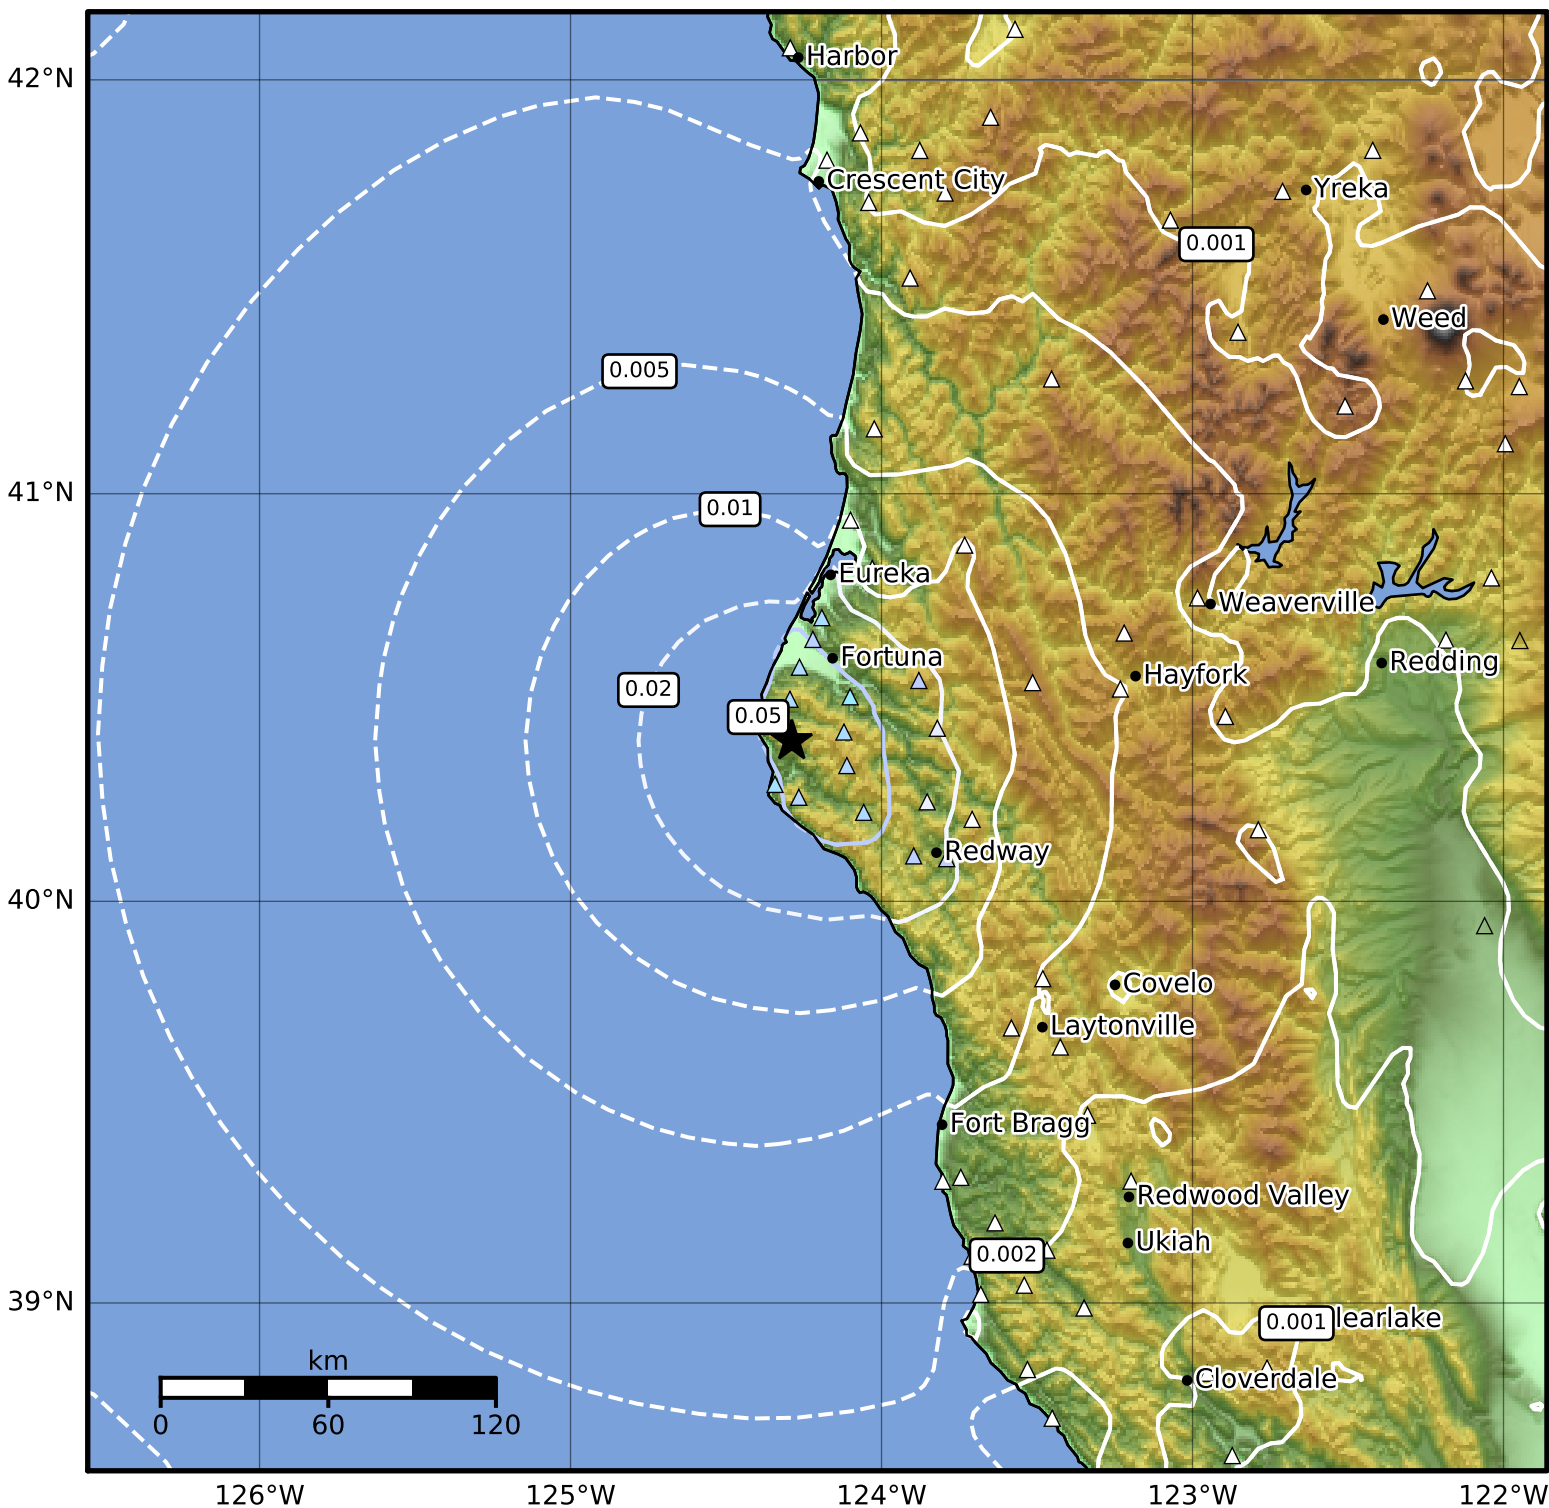 Harbor
42°N
Crescent City
Yreka
0.001
Weed
0.005
41°N
0.01
Eureka
Weaverville
Fortuna
Redding
Hayfork
0.02
0.05
Redway
40°N
Covelo
Laytonville
Fort Bragg
Redwood Valley
Ukiah
0.002
39°N
0.001
learlake
km
Cloverdale
0
60
120
126°W
125°W
124°W
123°W
122°W